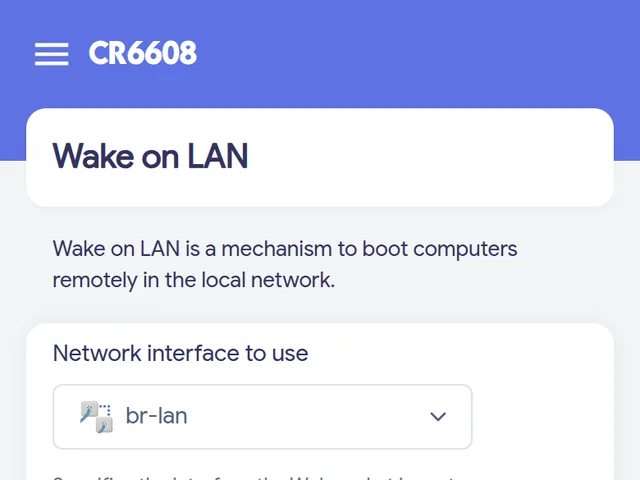 CR6608
Wake on LAN
Wake on LAN is a mechanism to boot computers
remotely in the local network.
Network interface to use
br-lan